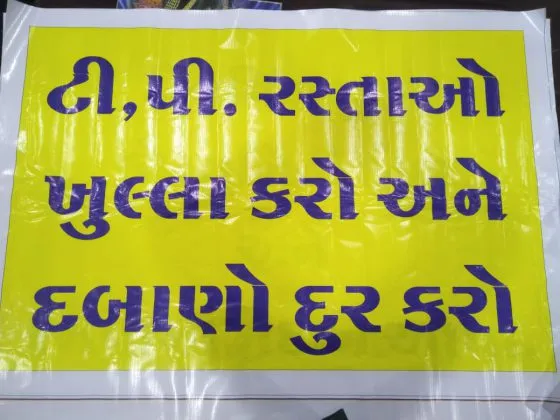 ટી,પી. રસ્તાઓ
ખુલ્લા કરો અને
દબાણો દુર કરો